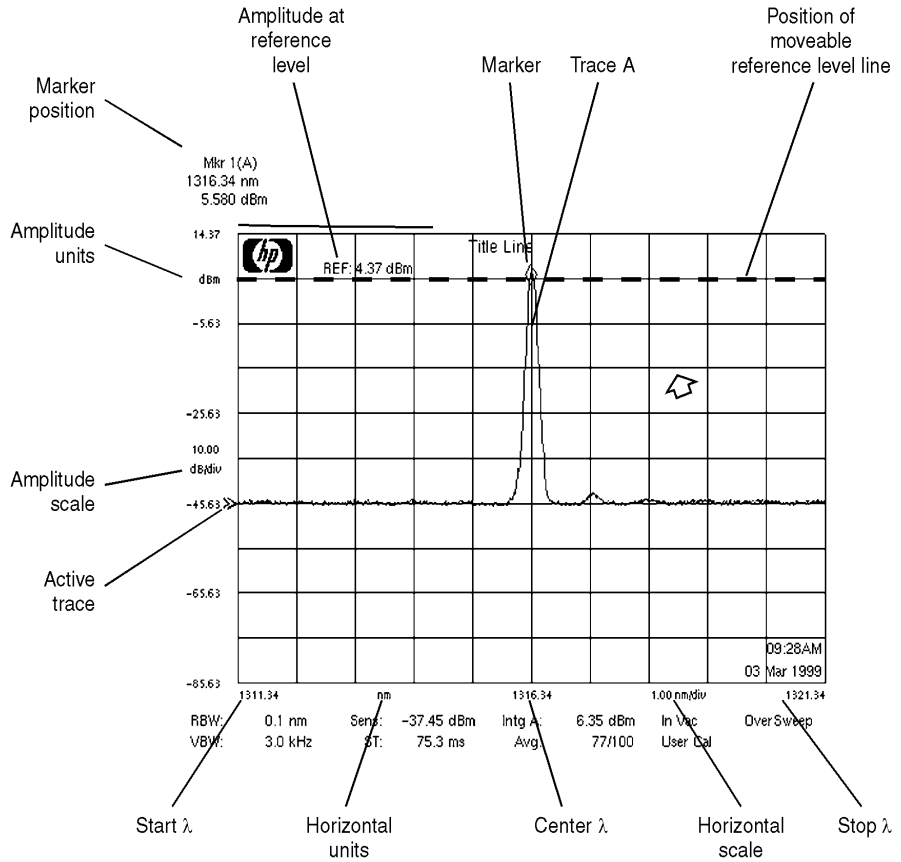 Amplitude at
reference
level
Position of
moveable
reference level line
Marker
Trace A
Marker
position
Mkr 1(A)
1316.34 nm
5.580 dBm
Amplitude
units
14.37
hp
Title Line
REF: 4.37 dBm
dBm
-5.63
-25.63
10.00
dB/div
Amplitude
scale
-45.63
Active
trace
-65.63
09:28AM
03 Mar 1999
-85.63
1311.34 nm 1316.34 1.00 nm/div 1321.34
RBW: 0.1 nm Sens: -37.45 dBm Intg A: 6.35 dBm In Vac Over Sweep
VBW: 3.0 kHz ST: 75.3 ms Avg: 77/100 User Cal
Start λ
Horizontal
units
Center λ
Horizontal
scale
Stop λ